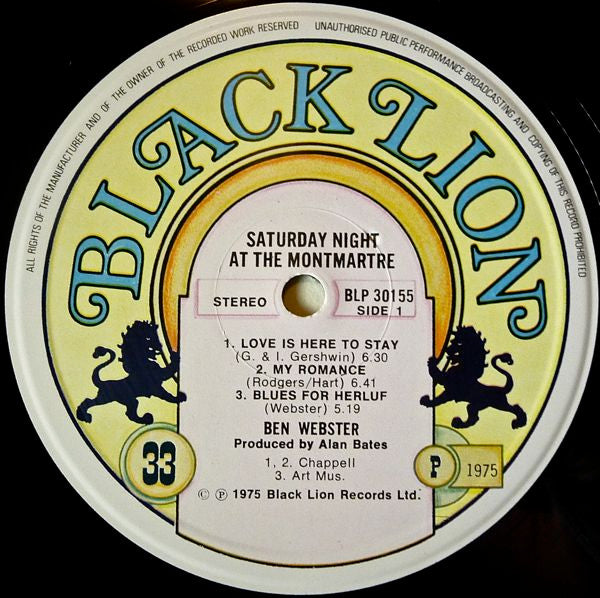 ALL RIGHTS OF THE MANUFACTURER AND OF THE OWNER OF THE RECORDED WORK RESERVED
UNAUTHORISED PUBLIC PERFORMANCE BROADCASTING AND COPYING OF THIS RECORD PROHIBITED
BLACK LION
SATURDAY NIGHT
AT THE MONTMARTRE
STEREO
BLP 30155
SIDE 1
1. LOVE IS HERE TO STAY
(G. & I. Gershwin) 6.30
2. MY ROMANCE
(Rodgers/Hart) 6.41
3. BLUES FOR HERLUF
(Webster) 5.19
BEN WEBSTER
Produced by Alan Bates
1, 2. Chappell
3. Art Mus.
© ℗ 1975 Black Lion Records Ltd.
33
P 1975